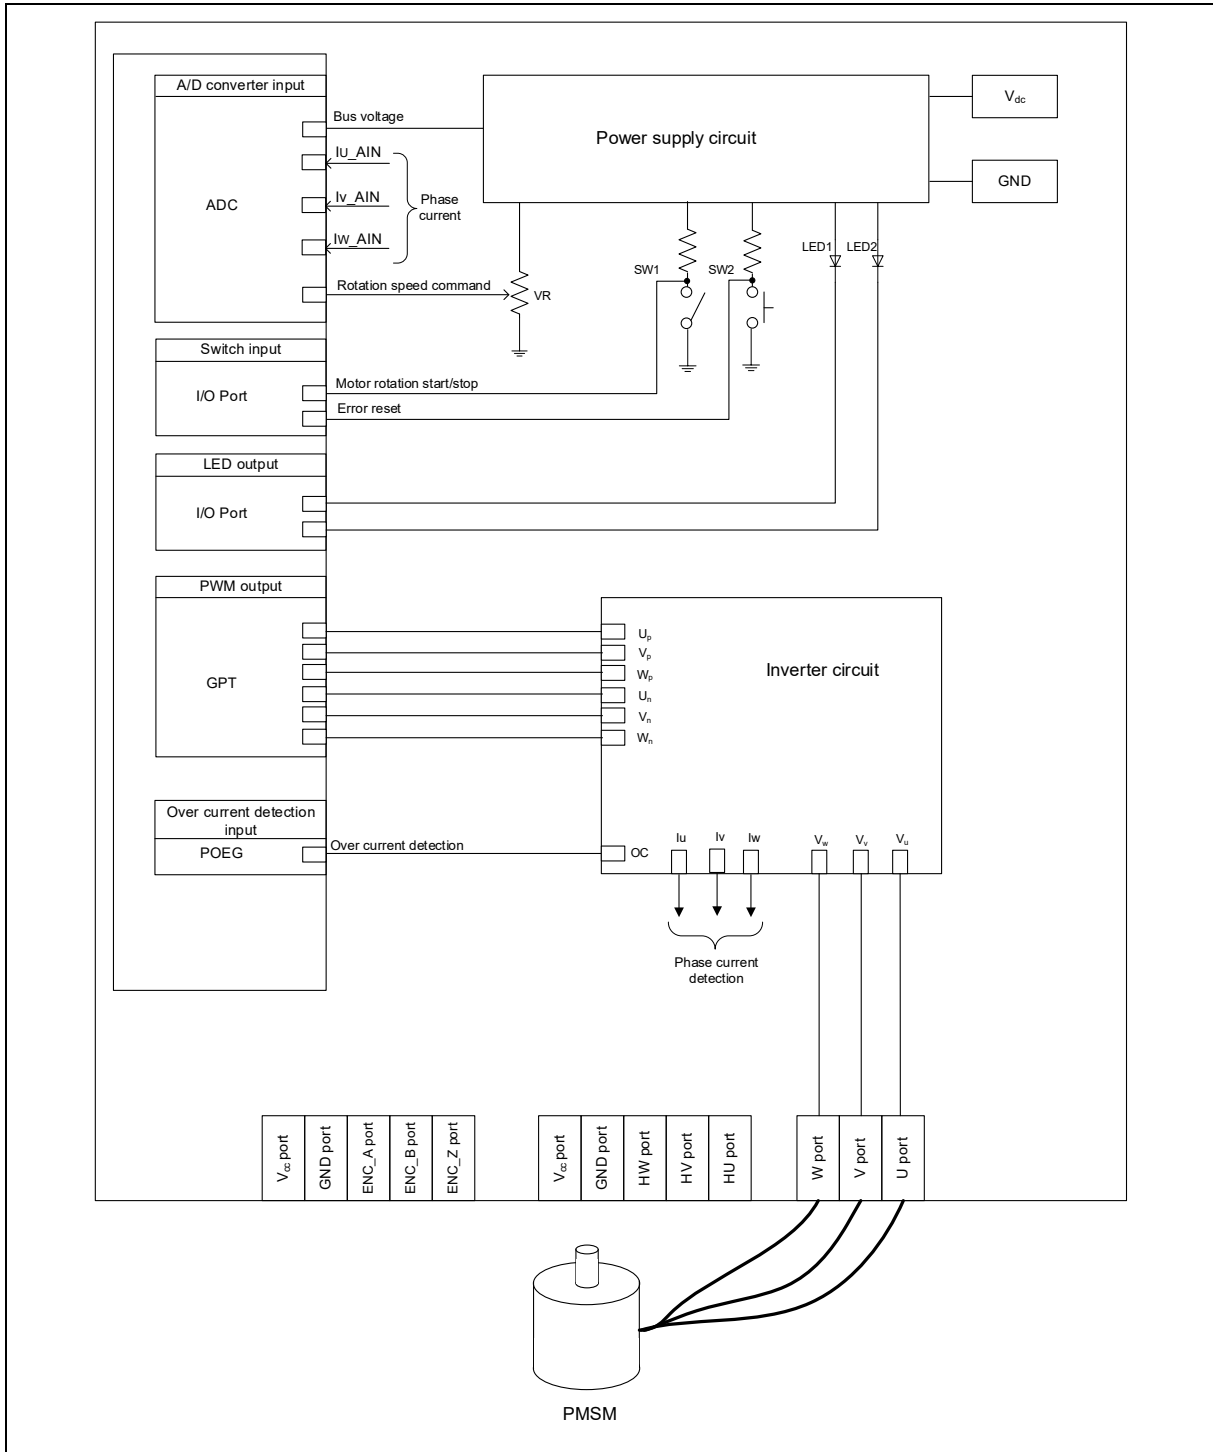 A/D converter input
ADC
Bus voltage
IU_AIN
Iv_AIN
IW_AIN
Phase
current
Rotation speed command
Power supply circuit
Vdc
GND
VR
SW1
SW2
LED1
LED2
Switch input
I/O Port
Motor rotation start/stop
Error reset
LED output
I/O Port
PWM output
GPT
Up
Vp
Wp
Un
Vn
Wn
Inverter circuit
Over current detection
input
POEG
Over current detection
OC
Iu
Iv
Iw
Vw
Vv
Vu
Phase current
detection
Vcc port
GND port
ENC_A port
ENC_B port
ENC_Z port
Vcc port
GND port
HW port
HV port
HU port
W port
V port
U port
PMSM